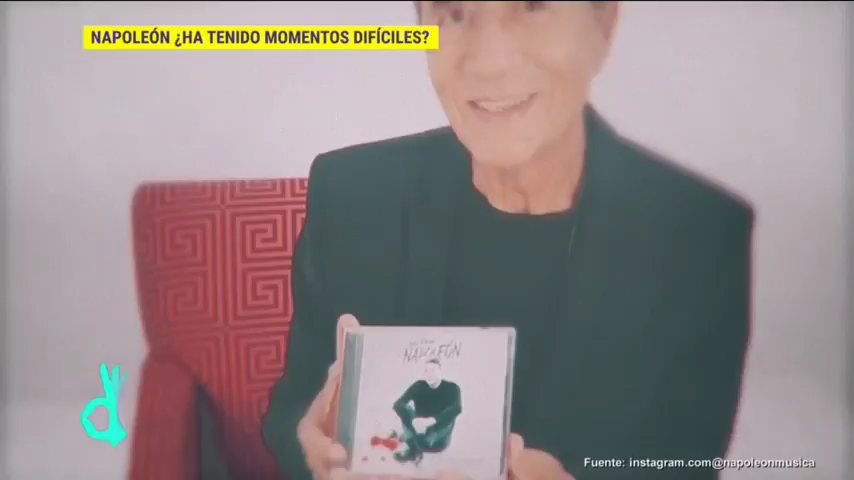 NAPOLEÓN ¿HA TENIDO MOMENTOS DIFÍCILES?
NAPOLEÓN
Fuente: instagram.com@napoleonmusica